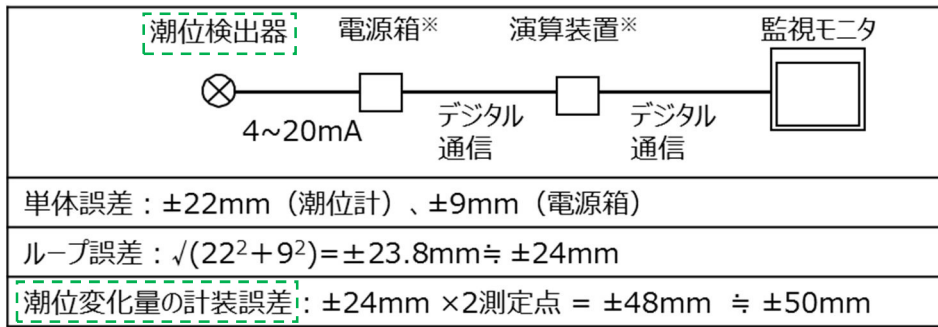 潮位検出器 電源箱※ 演算装置※ 監視モニタ
4~20mA デジタル通信 デジタル通信
単体誤差：±22mm（潮位計）、±9mm（電源箱）
ループ誤差：√(22²+9²)=±23.8mm≒ ±24mm
潮位変化量の計装誤差：±24mm ×2測定点 = ±48mm ≒ ±50mm